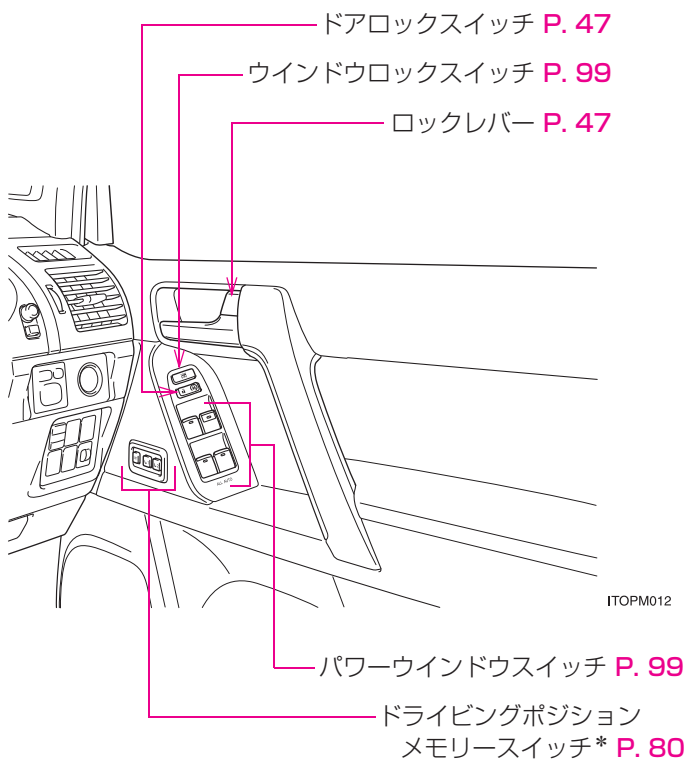 ドアロックスイッチ P. 47
ウインドウロックスイッチ P. 99
ロックレバー P. 47
ALL AUTO
ITOPM012
パワーウインドウスイッチ P. 99
ドライビングポジション
メモリースイッチ* P. 80